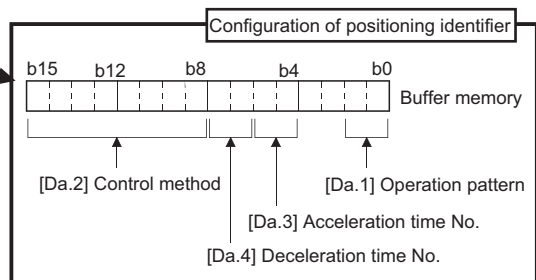 Configuration of positioning identifier
b15 b12 b8 b4 b0
Buffer memory
[Da.2] Control method
[Da.1] Operation pattern
[Da.3] Acceleration time No.
[Da.4] Deceleration time No.